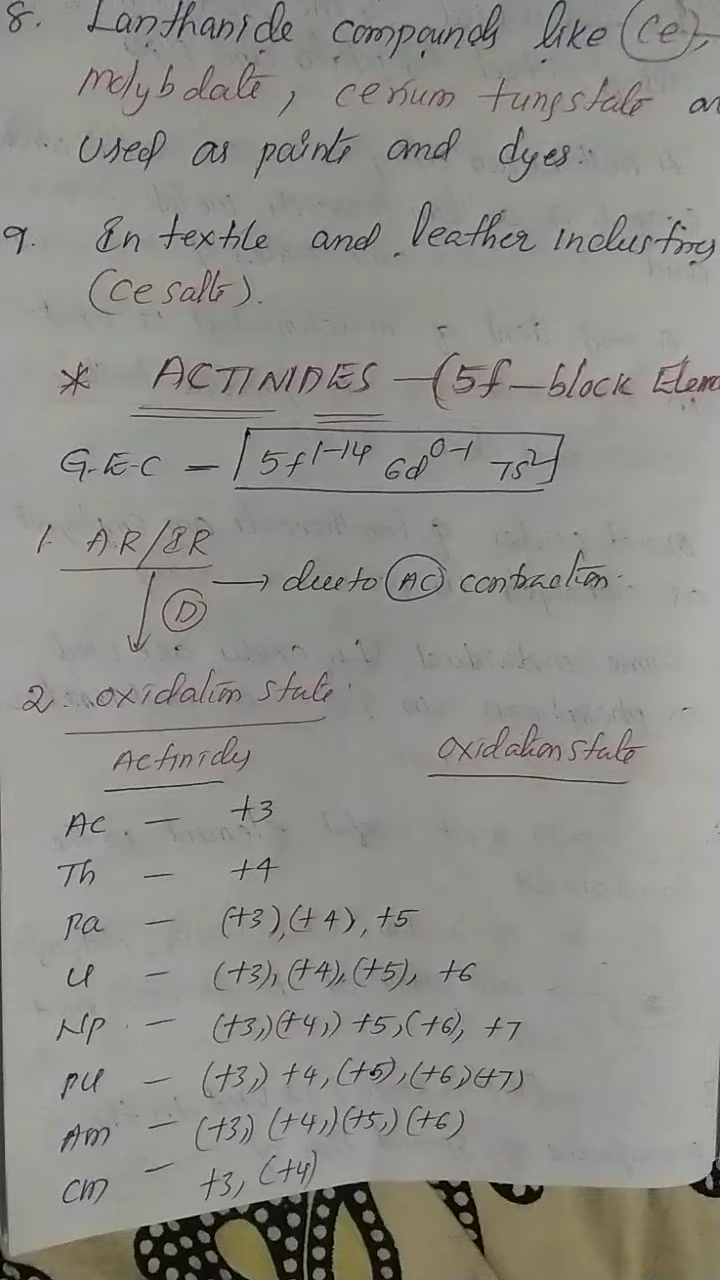 8. Lanthanide compounds like (Ce),
molybdate, cerium tungstate
used as paints and dyes.
9. In textile and leather industries
(Ce salts).
* ACTINIDES – (5f – block Elem
G.E.C – 5f1-14 6d0-1 7s2
1. A.R/I.R
↓ (D) → due to (AC) contraction.
2. oxidation state.
Actinides Oxidation state
Ac – +3
Th – +4
Pa – (+3), (+4), +5
U – (+3), (+4), (+5), +6
Np – (+3,) (+4,) +5, (+6), +7
Pu – (+3,) +4, (+5), (+6,) (+7)
Am – (+3,) (+4,) (+5,) (+6)
Cm – +3, (+4)